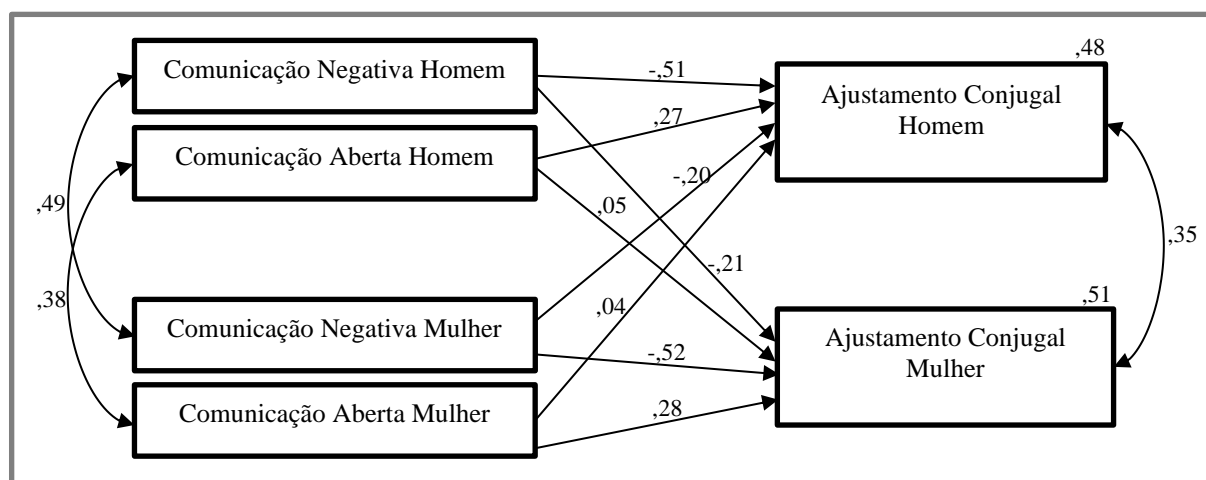 Comunicação Negativa Homem
Comunicação Aberta Homem
Comunicação Negativa Mulher
Comunicação Aberta Mulher
,49
,38
-,51
,27
-,20
,05
-,21
,04
-,52
,28
,48
Ajustamento Conjugal
Homem
,35
,51
Ajustamento Conjugal
Mulher